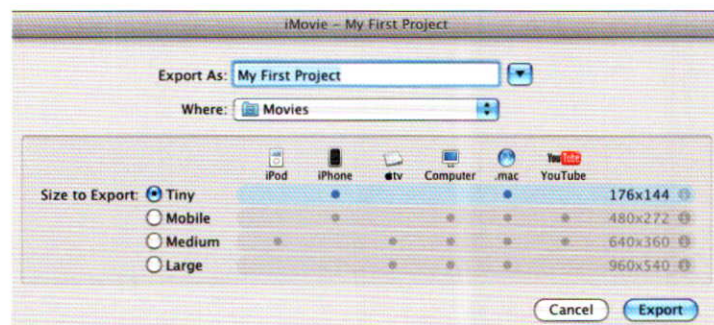 iMovie – My First Project
Export As: My First Project
Where: Movies
iPod iPhone tv Computer .mac YouTube
Size to Export: Tiny 176x144
Mobile 480x272
Medium 640x360
Large 960x540
Cancel Export